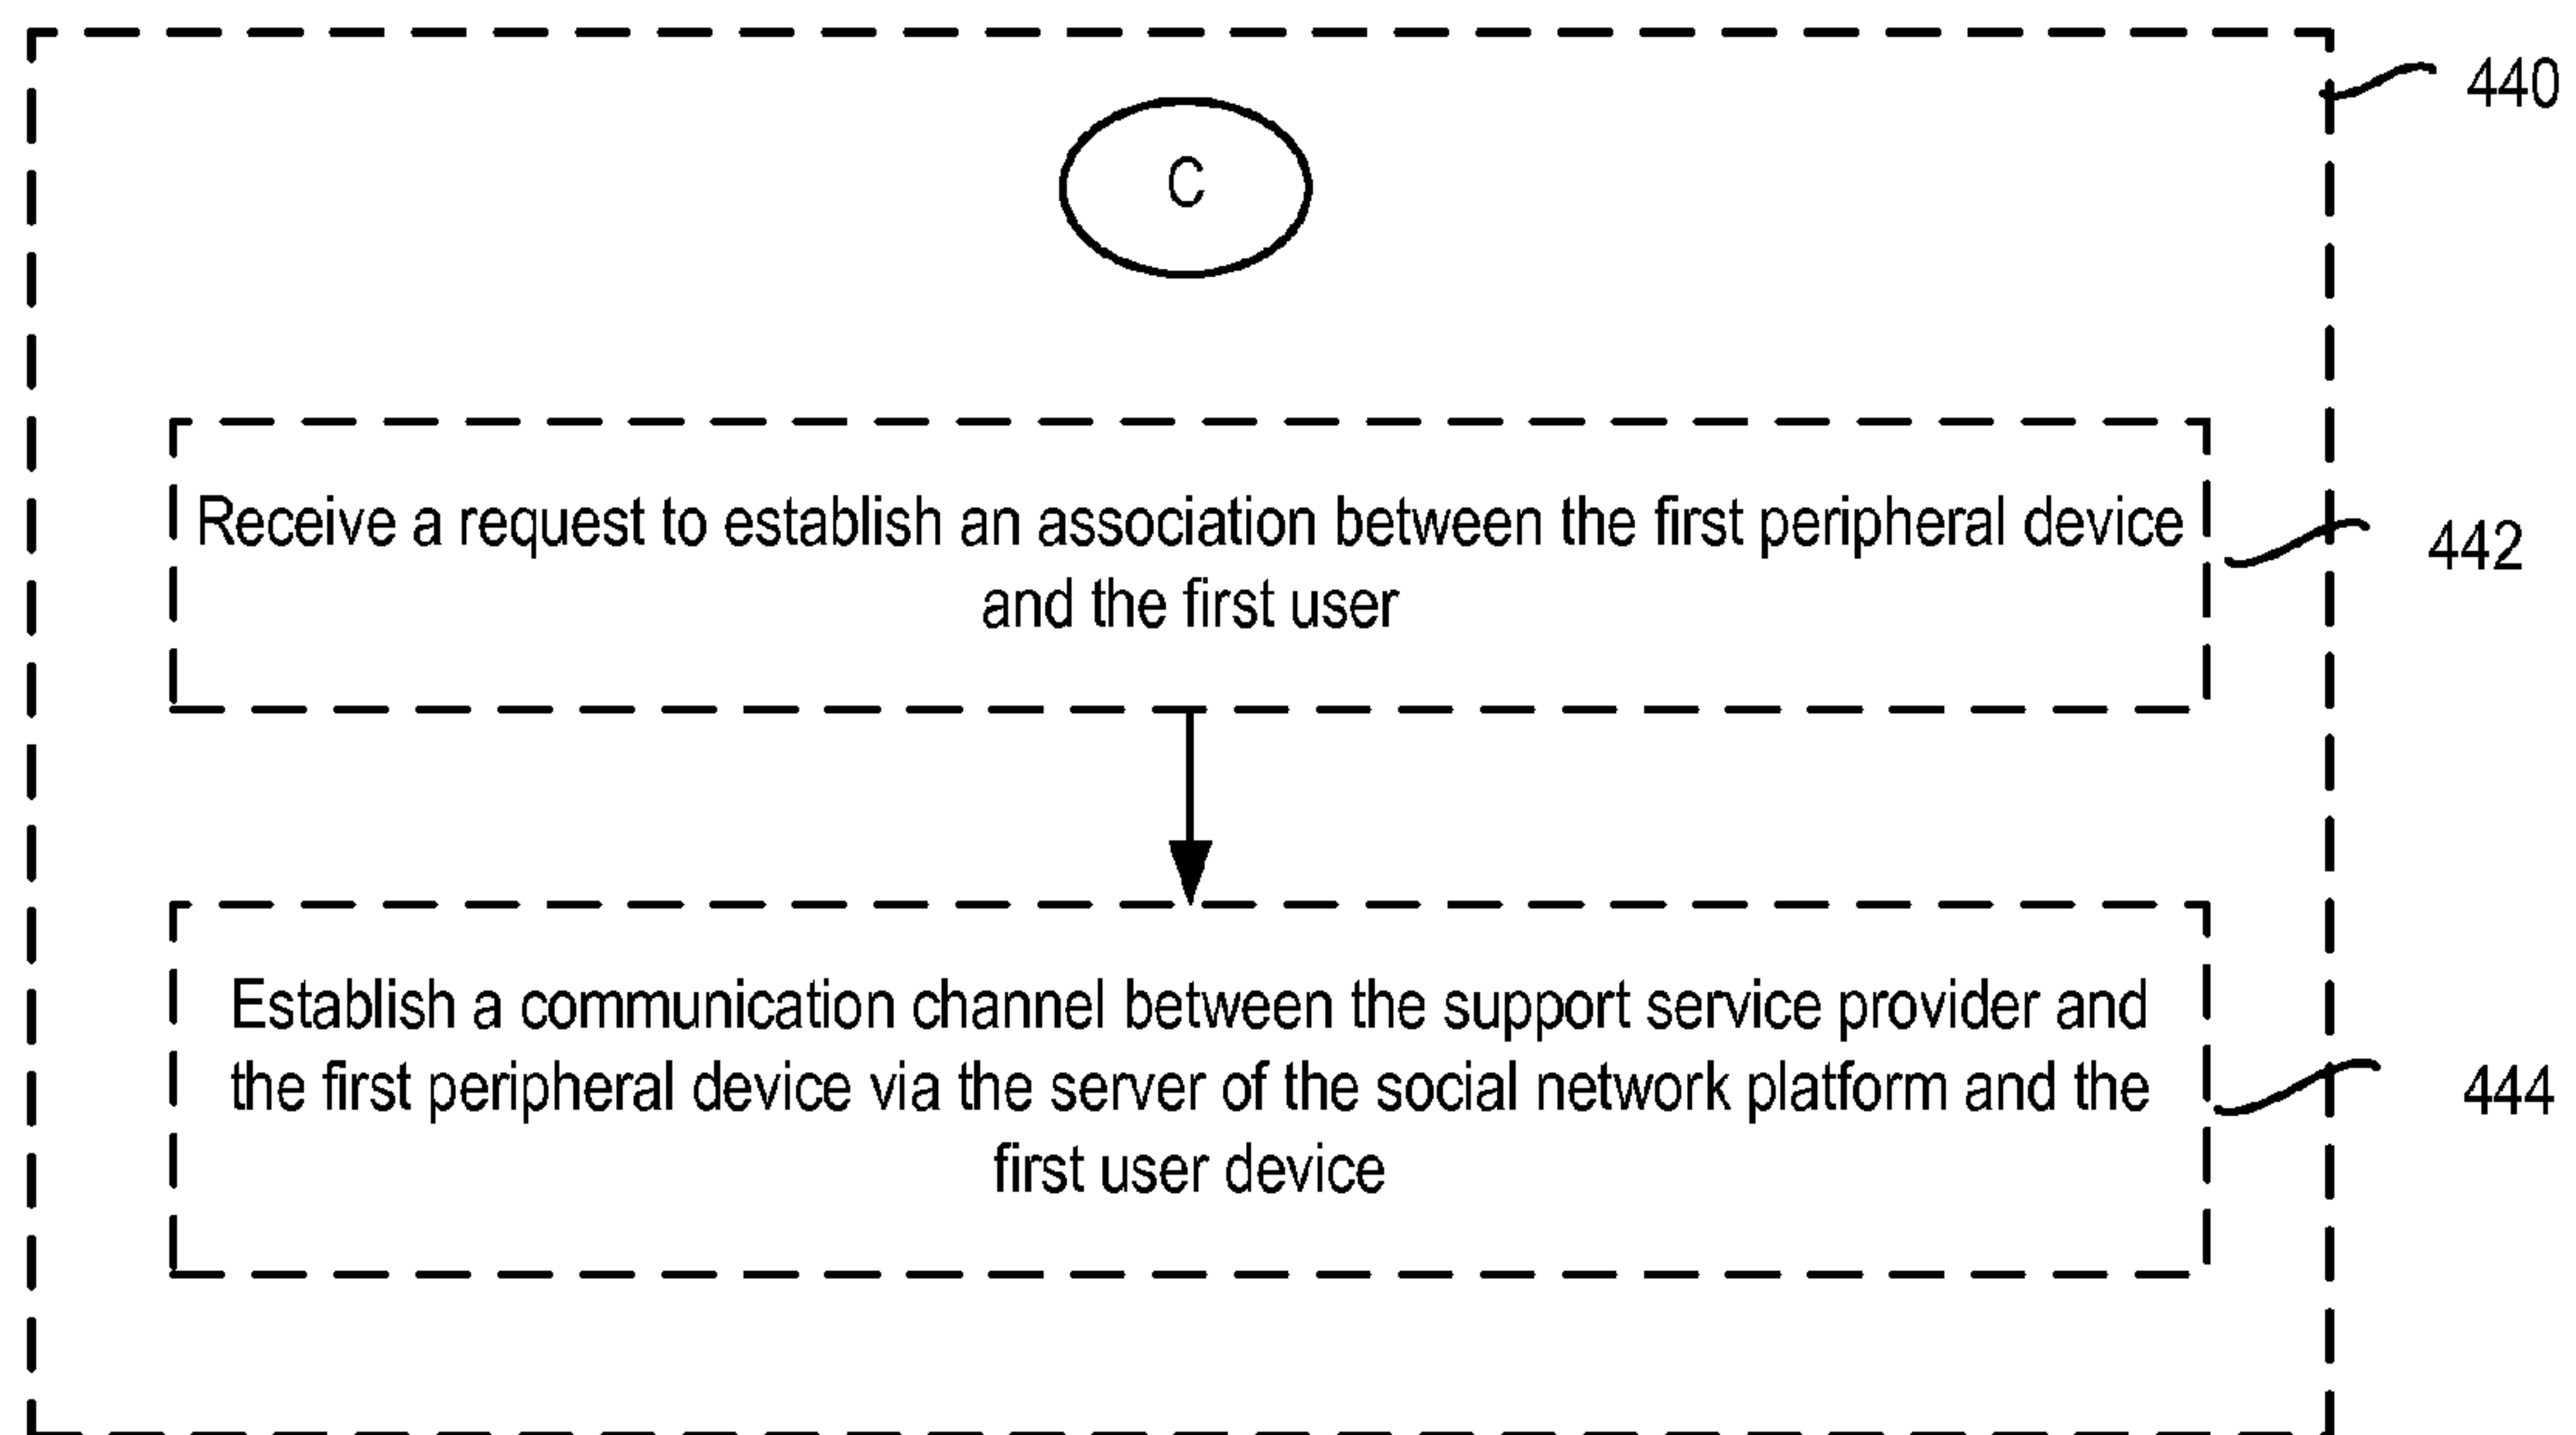 440
C
Receive a request to establish an association between the first peripheral device
and the first user
442
Establish a communication channel between the support service provider and
the first peripheral device via the server of the social network platform and the
first user device
444